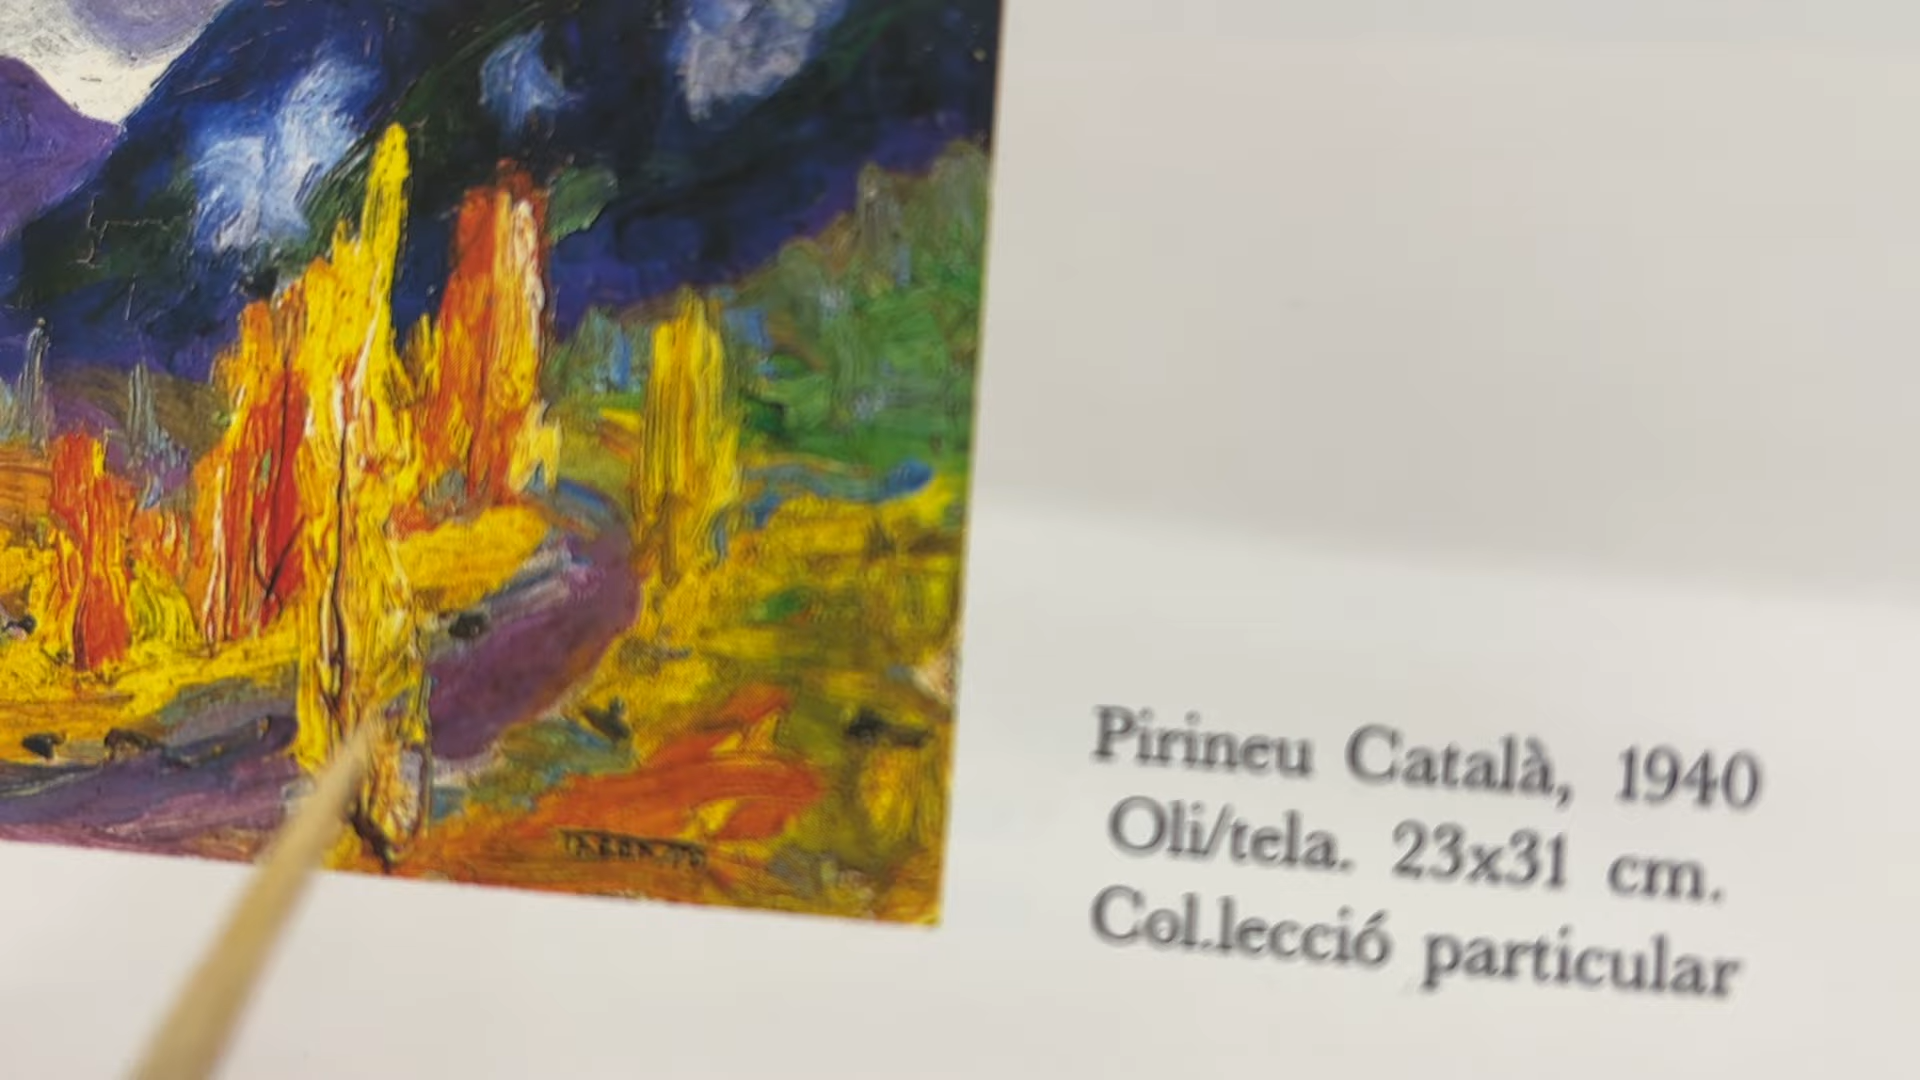 Pirineu Català, 1940
Oli/tela. 23x31 cm.
Col.lecció particular